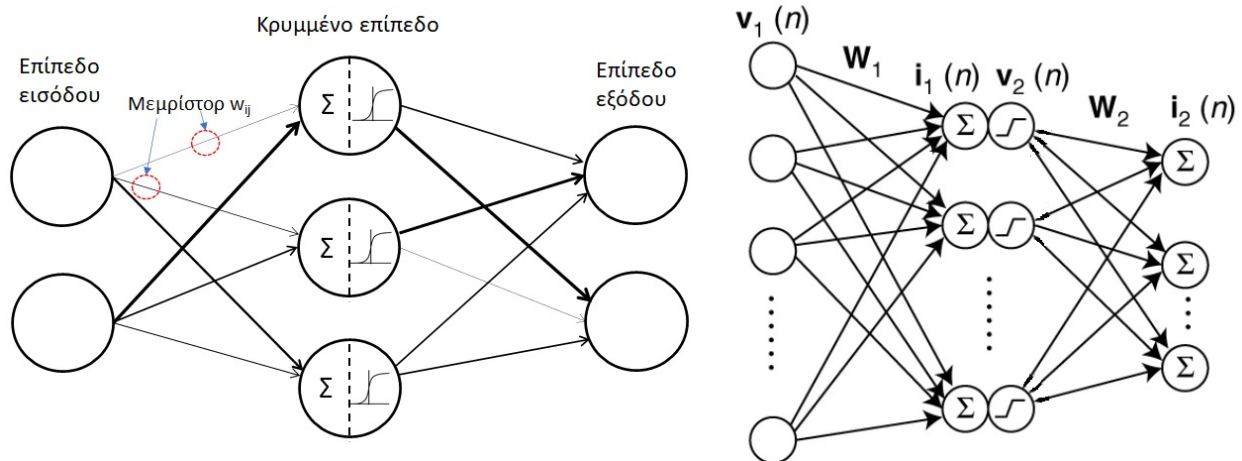 Κρυμμένο επίπεδο
Επίπεδο
εισόδου
Μεμρίστορ wij
Επίπεδο
εξόδου
Σ
Σ
Σ
v1 (n)
W1
i1 (n)
v2 (n)
W2
i2 (n)
Σ
Σ
Σ
Σ
Σ
Σ